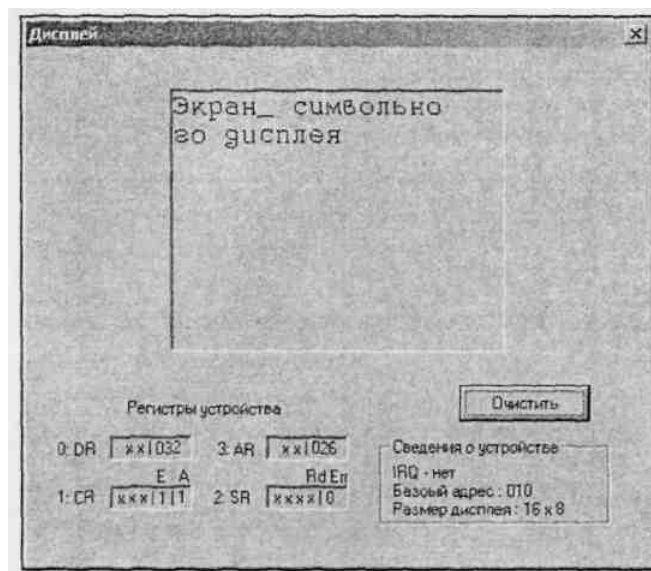 Дисплей
Экран_ символьно
го дисплея
Регистры устройства
Очистить
0: DR xx|032 3: AR xx|026
E A Rd Err
1: CR xxx|1|1 2: SR xxxx|0
Сведения о устройстве
IRQ - нет
Базоый адрес : 010
Размер дисплея : 16 x 8